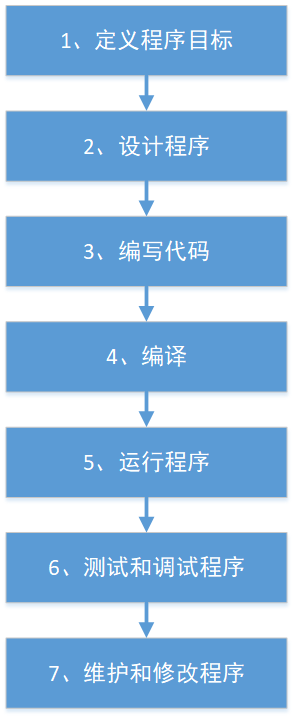 1、定义程序目标
2、设计程序
3、编写代码
4、编译
5、运行程序
6、测试和调试程序
7、维护和修改程序